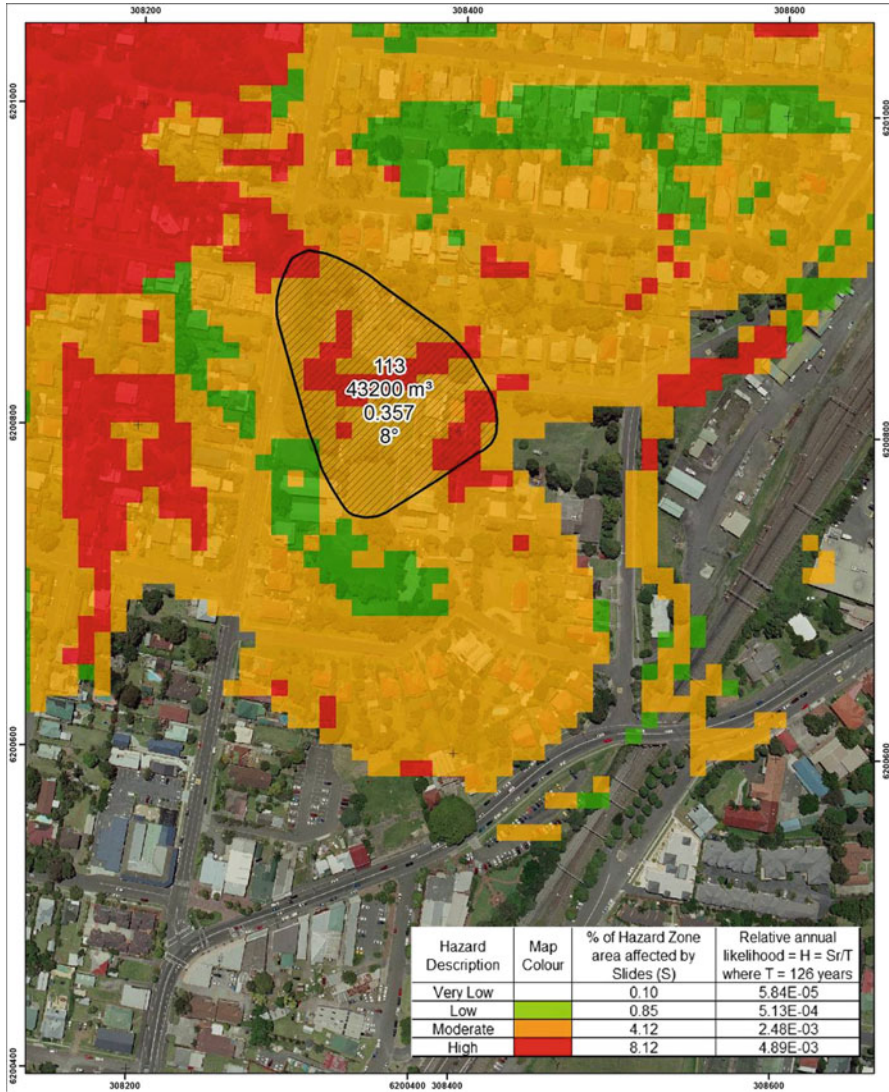 308200 308400 308600
6201000 6201000
113
43200 m³
0.357
8°
6200800 6200800
6200600 6200600
Hazard Description Map Colour % of Hazard Zone area affected by Slides (S) Relative annual likelihood = H = Sr/T where T = 126 years
Very Low 0.10 5.84E-05
Low 0.85 5.13E-04
Moderate 4.12 2.48E-03
High 8.12 4.89E-03
6200400
308200 6200400 308400 308600